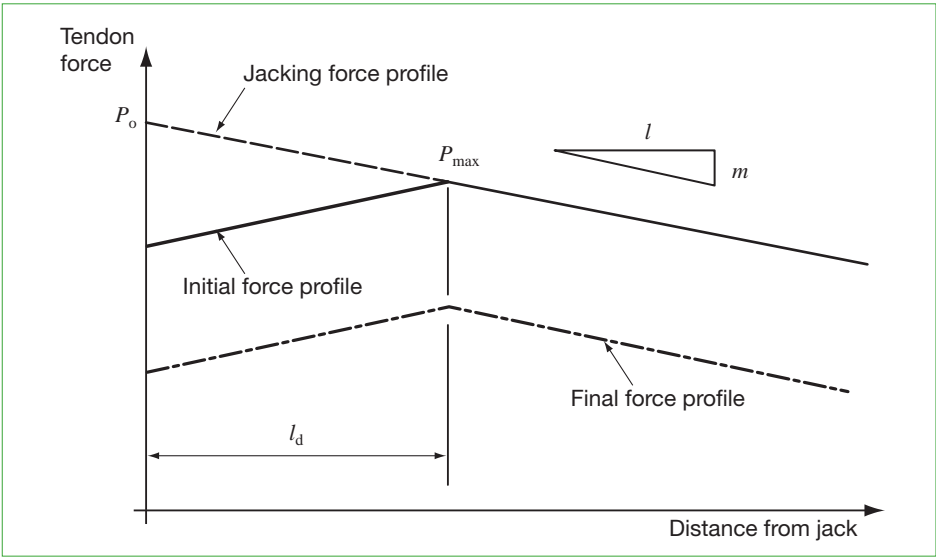 Tendon
force
Jacking force profile
Po
Pmax
l
m
Initial force profile
Final force profile
ld
Distance from jack